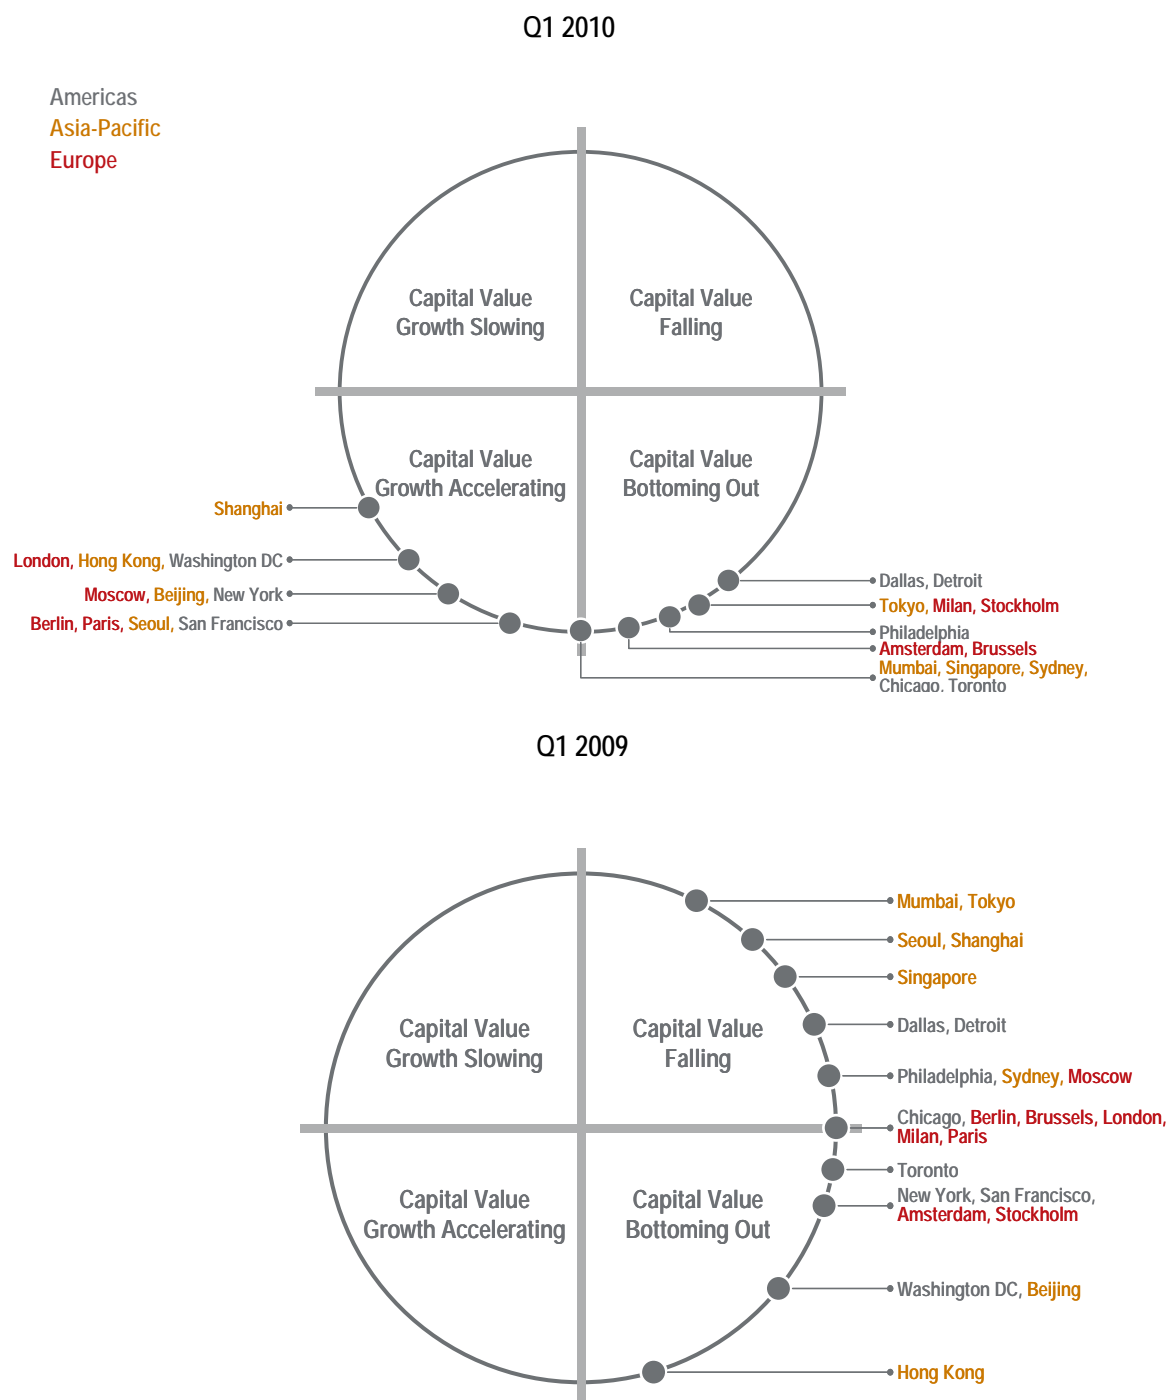 Q1 2010
Americas
Asia-Pacific
Europe
Capital Value
Growth Slowing
Capital Value
Falling
Capital Value
Growth Accelerating
Capital Value
Bottoming Out
Shanghai
London, Hong Kong, Washington DC
Moscow, Beijing, New York
Berlin, Paris, Seoul, San Francisco
Dallas, Detroit
Tokyo, Milan, Stockholm
Philadelphia
Amsterdam, Brussels
Mumbai, Singapore, Sydney,
Chicago, Toronto
Q1 2009
Capital Value
Growth Slowing
Capital Value
Falling
Capital Value
Growth Accelerating
Capital Value
Bottoming Out
Mumbai, Tokyo
Seoul, Shanghai
Singapore
Dallas, Detroit
Philadelphia, Sydney, Moscow
Chicago, Berlin, Brussels, London,
Milan, Paris
Toronto
New York, San Francisco,
Amsterdam, Stockholm
Washington DC, Beijing
Hong Kong